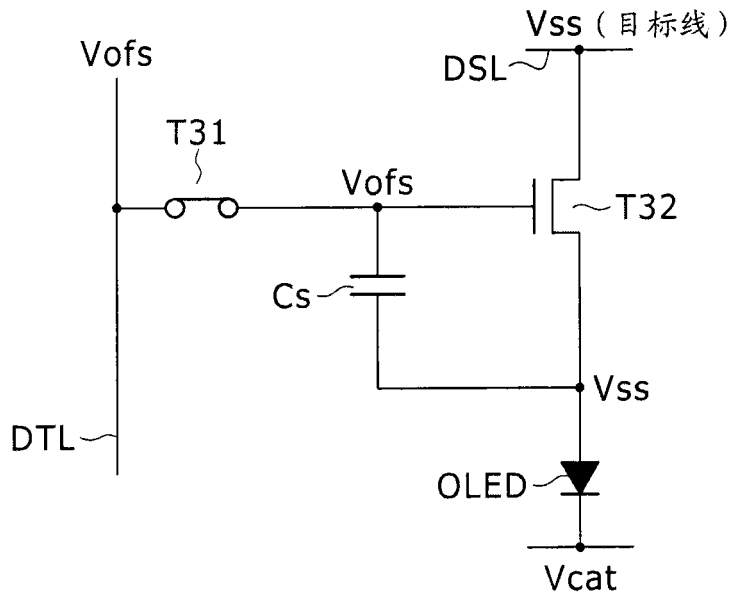 Vss（目标线）
Vofs
DSL
T31
Vofs
T32
Cs
Vss
DTL
OLED
Vcat